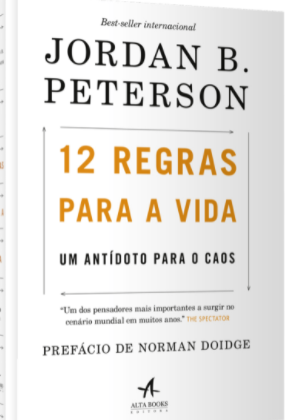 Best-seller internacional
JORDAN B.
PETERSON
12 REGRAS
PARA A VIDA
UM ANTÍDOTO PARA O CAOS
“Um dos pensadores mais importantes a surgir no
cenário mundial em muitos anos.” THE SPECTATOR
PREFÁCIO DE NORMAN DOIDGE
ALTA BOOKS
EDITORA